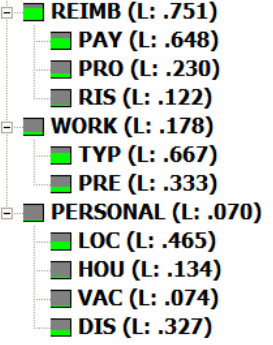 REIMB (L: .751)
PAY (L: .648)
PRO (L: .230)
RIS (L: .122)
WORK (L: .178)
TYP (L: .667)
PRE (L: .333)
PERSONAL (L: .070)
LOC (L: .465)
HOU (L: .134)
VAC (L: .074)
DIS (L: .327)